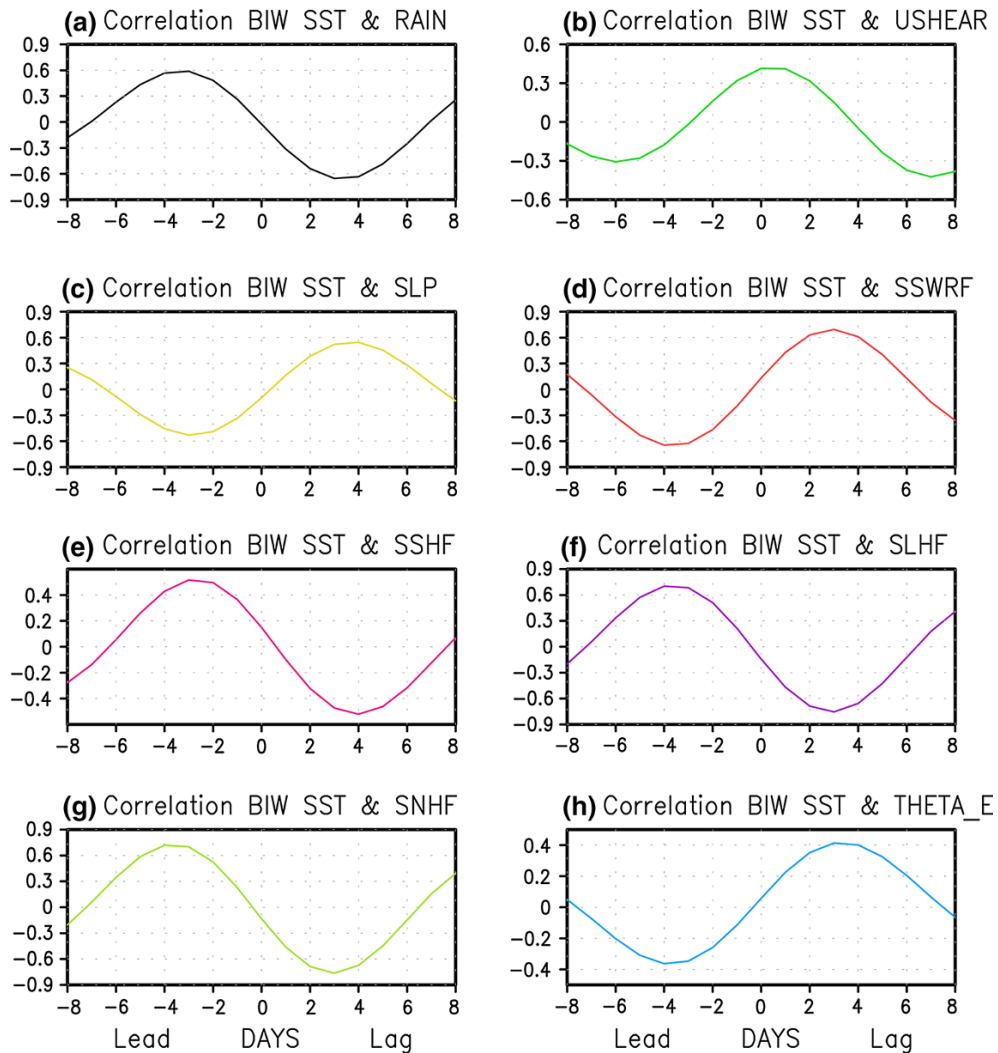 (a) Correlation BIW SST & RAIN
0.9
0.6
0.3
0
−0.3
−0.6
−0.9
−8 −6 −4 −2 0 2 4 6 8
(b) Correlation BIW SST & USHEAR
0.6
0.3
0
−0.3
−0.6
−8 −6 −4 −2 0 2 4 6 8
(c) Correlation BIW SST & SLP
0.9
0.6
0.3
0
−0.3
−0.6
−0.9
−8 −6 −4 −2 0 2 4 6 8
(d) Correlation BIW SST & SSWRF
0.9
0.6
0.3
0
−0.3
−0.6
−0.9
−8 −6 −4 −2 0 2 4 6 8
(e) Correlation BIW SST & SSHF
0.4
0.2
0
−0.2
−0.4
−8 −6 −4 −2 0 2 4 6 8
(f) Correlation BIW SST & SLHF
0.9
0.6
0.3
0
−0.3
−0.6
−0.9
−8 −6 −4 −2 0 2 4 6 8
(g) Correlation BIW SST & SNHF
0.9
0.6
0.3
0
−0.3
−0.6
−0.9
−8 −6 −4 −2 0 2 4 6 8
Lead DAYS Lag
(h) Correlation BIW SST & THETA_E
0.4
0.2
0
−0.2
−0.4
−8 −6 −4 −2 0 2 4 6 8
Lead DAYS Lag